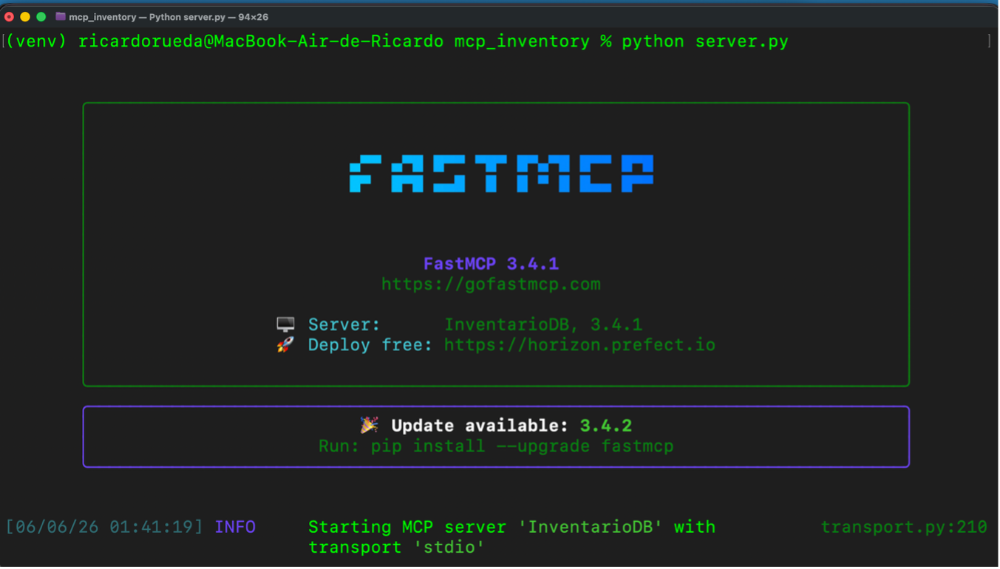 mcp_inventory — Python server.py — 94×26
[(venv) ricardorueda@MacBook-Air-de-Ricardo mcp_inventory % python server.py ]
FASTMCP
FastMCP 3.4.1
https://gofastmcp.com
🖥 Server: InventarioDB, 3.4.1
🚀 Deploy free: https://horizon.prefect.io
🎉 Update available: 3.4.2
Run: pip install --upgrade fastmcp
[06/06/26 01:41:19] INFO Starting MCP server 'InventarioDB' with transport.py:210
transport 'stdio'